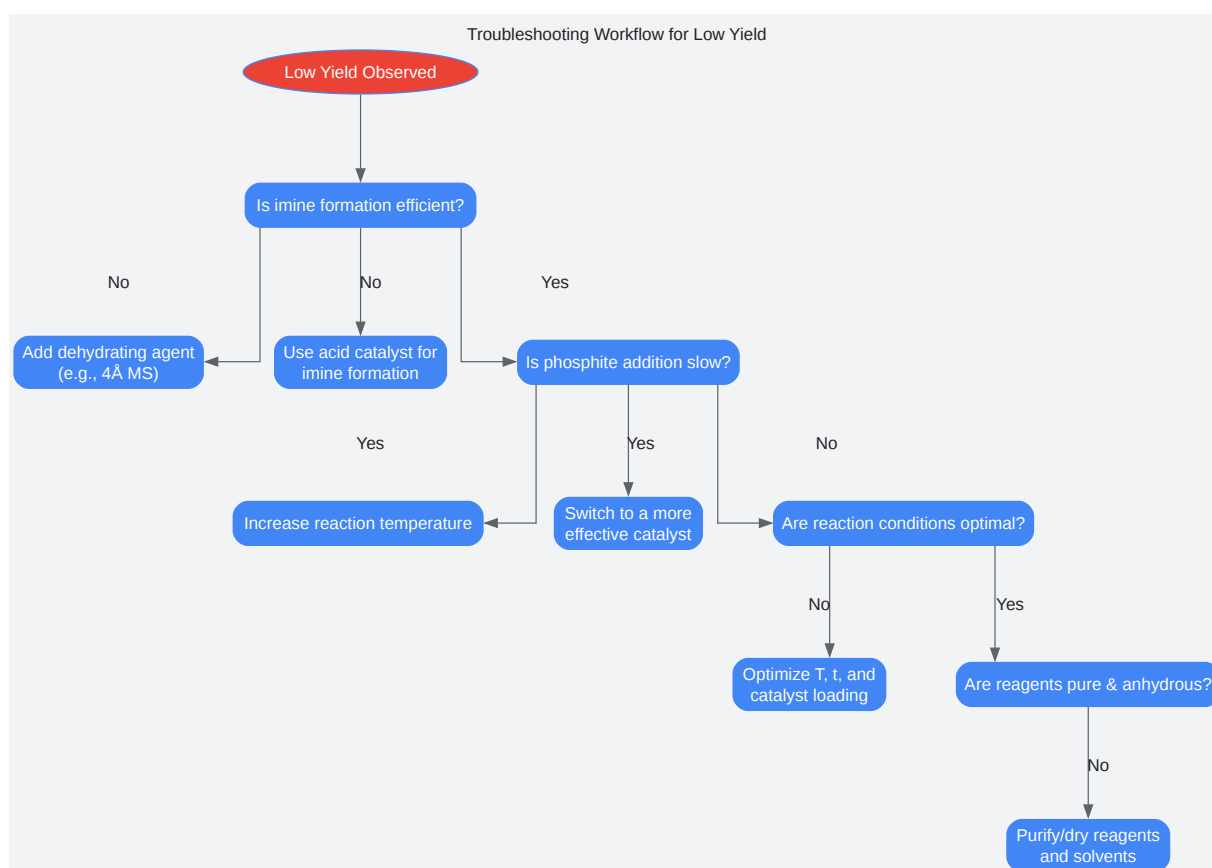 Troubleshooting Workflow for Low Yield
Low Yield Observed
Is imine formation efficient?
No
No
Yes
Add dehydrating agent
(e.g., 4Å MS)
Use acid catalyst for
imine formation
Is phosphite addition slow?
Yes
Yes
No
Increase reaction temperature
Switch to a more
effective catalyst
Are reaction conditions optimal?
No
Yes
Optimize T, t, and
catalyst loading
Are reagents pure & anhydrous?
No
Purify/dry reagents
and solvents